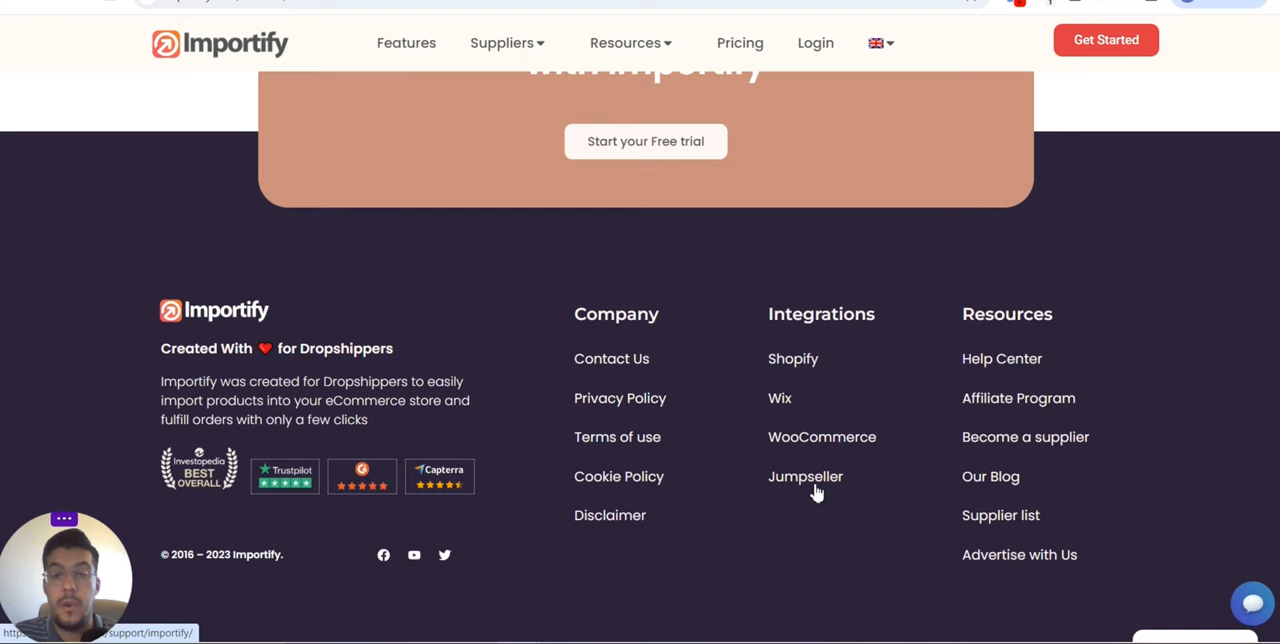 Importify
Features
Suppliers
Resources
Pricing
Login
Get Started
with Importify
Start your Free trial
Importify
Created With ❤ for Dropshippers
Importify was created for Dropshippers to easily
import products into your eCommerce store and
fulfill orders with only a few clicks
Investopedia
BEST
OVERALL
Trustpilot
Capterra
© 2016 – 2023 Importify.
Company
Contact Us
Privacy Policy
Terms of use
Cookie Policy
Disclaimer
Integrations
Shopify
Wix
WooCommerce
Jumpseller
Resources
Help Center
Affiliate Program
Become a supplier
Our Blog
Supplier list
Advertise with Us
/support/importify/